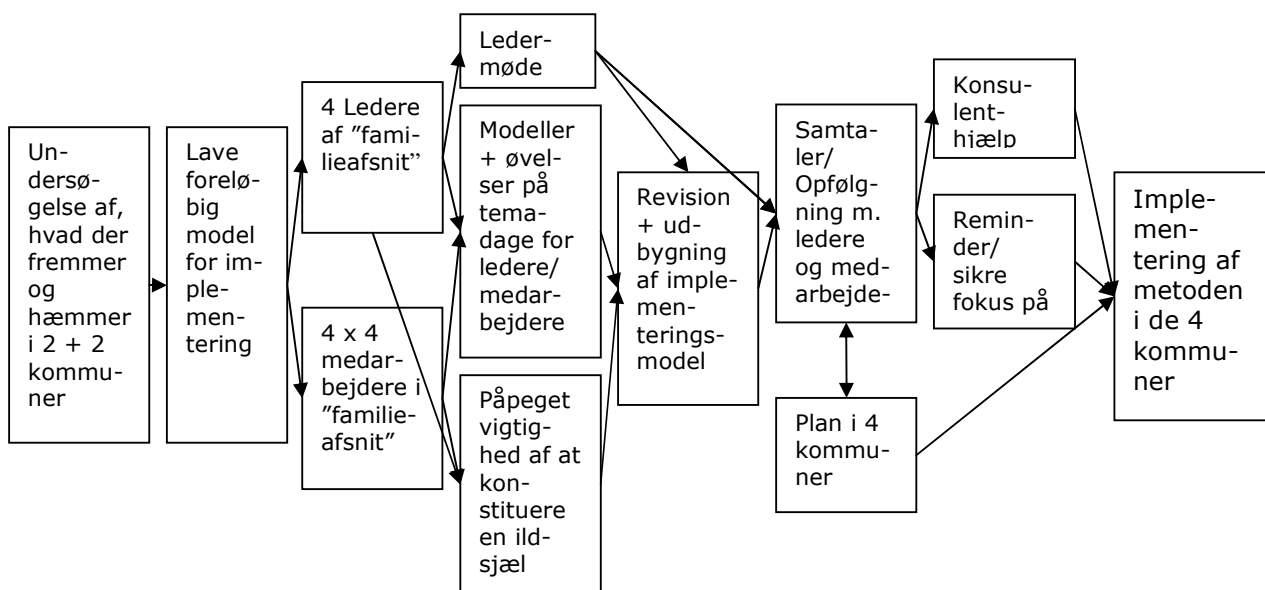 Un-
dersø-
gelse af,
hvad der
fremmer
og
hæmmer
i 2 + 2
kommu-
ner
Lave
foreløbig
model
for im-
ple-
men-
tering
4 Ledere
af ”fami-
lieafsnit”
4 x 4
medar-
bejdere i
”familie-
afsnit”
Leder-
møde
Modeller
+ øvel-
ser på
tema-
dage for
ledere/
medar-
bejdere
Påpeget
vigtig-
hed af at
kon-
stituere
en ild-
sjæl
Revision
+ ud-
bygning
af imple-
menterings-
model
Samta-
ler/
Opfølg-
ning m.
ledere
og med-
arbejde-
Plan i 4
kommu-
ner
Konsu-
lent-
hjælp
Remin-
der/
sikre
fokus på
Imple-
men-
tering af
metoden
i de 4
kommu-
ner